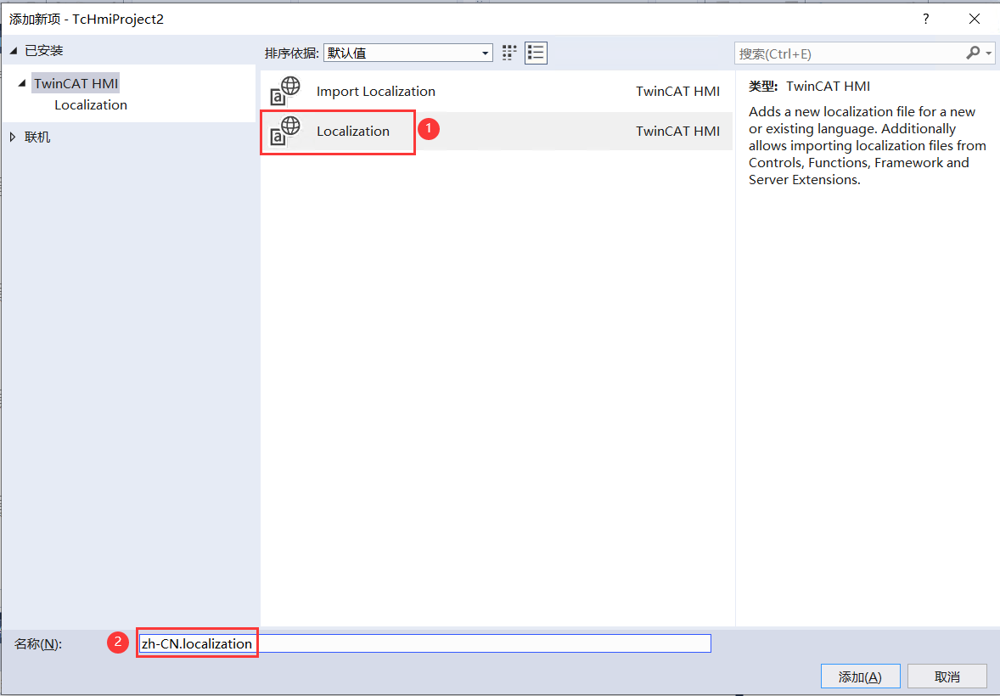 添加新项 - TcHmiProject2
?
已安装
TwinCAT HMI
Localization
联机
排序依据: 默认值
搜索(Ctrl+E)
Import Localization TwinCAT HMI
Localization 1 TwinCAT HMI
类型: TwinCAT HMI
Adds a new localization file for a new
or existing language. Additionally
allows importing localization files from
Controls, Functions, Framework and
Server Extensions.
名称(N): 2 zh-CN.localization
添加(A) 取消